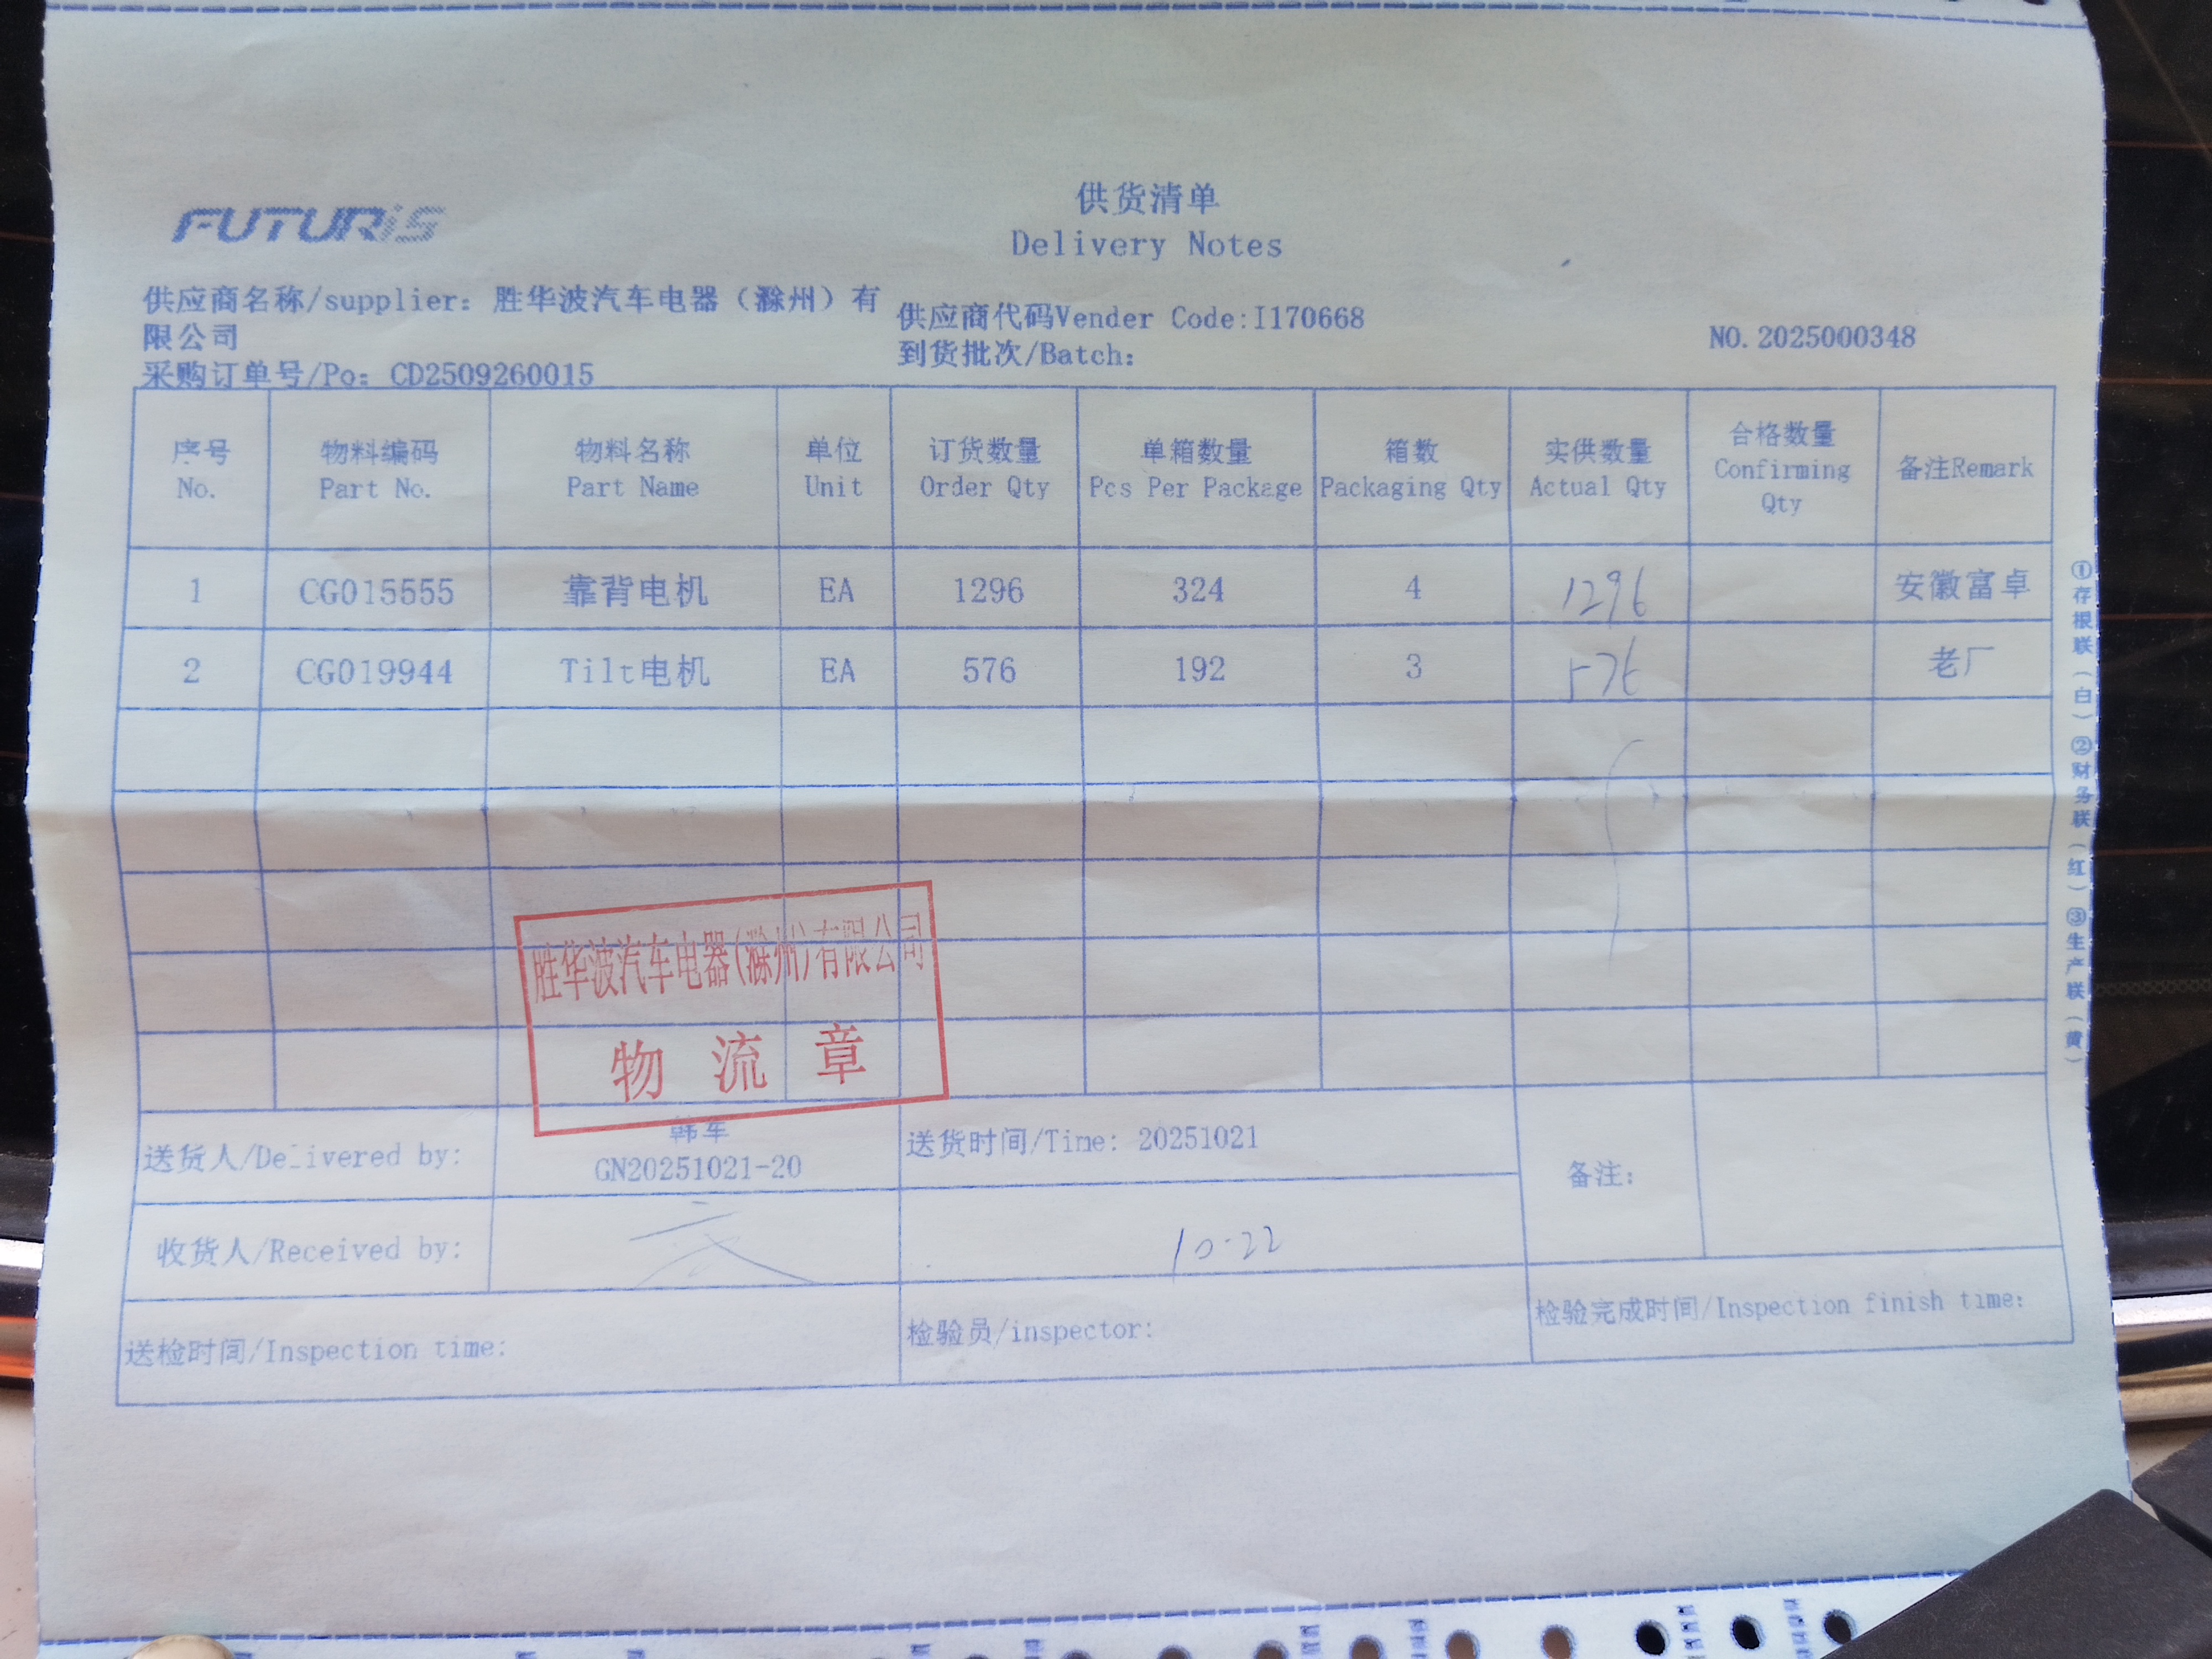 供货清单
Delivery Notes
FUTURiS
供应商名称/supplier: 胜华波汽车电器（滁州）有
限公司
供应商代码Vender Code:I170668
NO.2025000348
到货批次/Batch:
采购订单号/Po: CD2509260015
序号 物料编码 物料名称 单位 订货数量 单箱数量 箱数 实供数量 合格数量 备注Remark
No. Part No. Part Name Unit Order Qty Pcs Per Package Packaging Qty Actual Qty Confirming
Qty
1 CG015555 靠背电机 EA 1296 324 4 1296 安徽富卓
2 CG019944 Tilt电机 EA 576 192 3 576 老厂
胜华波汽车电器(滁州)有限公司
物流章
送货人/Delivered by: 韩军
GN20251021-20
送货时间/Time: 20251021
备注:
收货人/Received by:
10-22
送检时间/Inspection time:
检验员/inspector:
检验完成时间/Inspection finish time:
①存根联（白）②财务联（红）③生产联（黄）